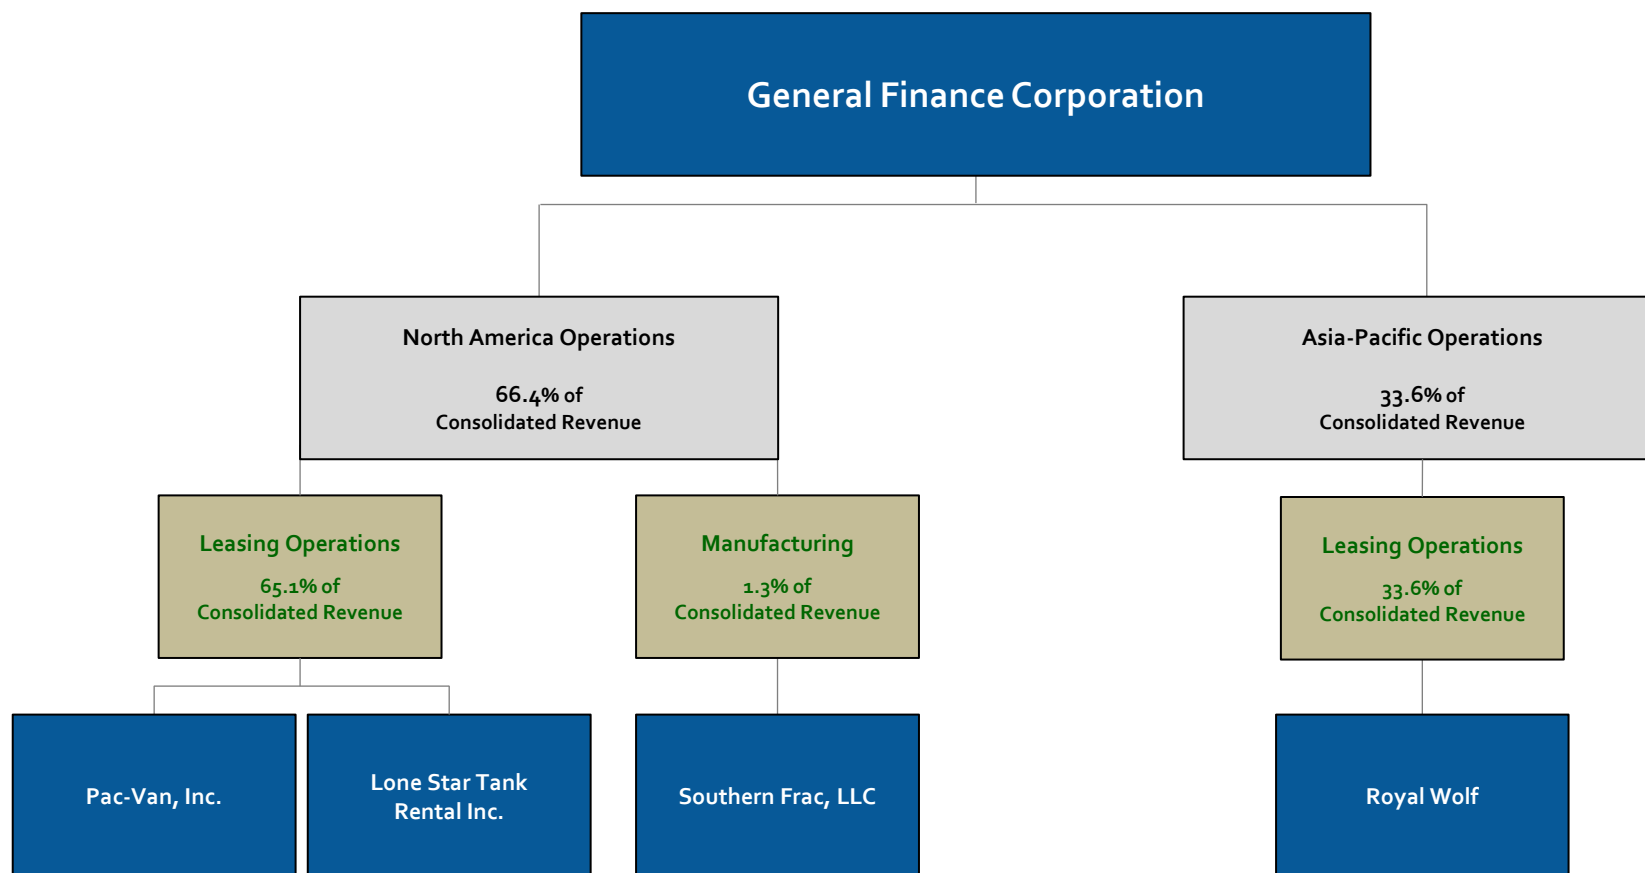 General Finance Corporation
North America Operations
66.4% of
Consolidated Revenue
Asia-Pacific Operations
33.6% of
Consolidated Revenue
Leasing Operations
65.1% of
Consolidated Revenue
Manufacturing
1.3% of
Consolidated Revenue
Leasing Operations
33.6% of
Consolidated Revenue
Pac-Van, Inc.
Lone Star Tank
Rental Inc.
Southern Frac, LLC
Royal Wolf